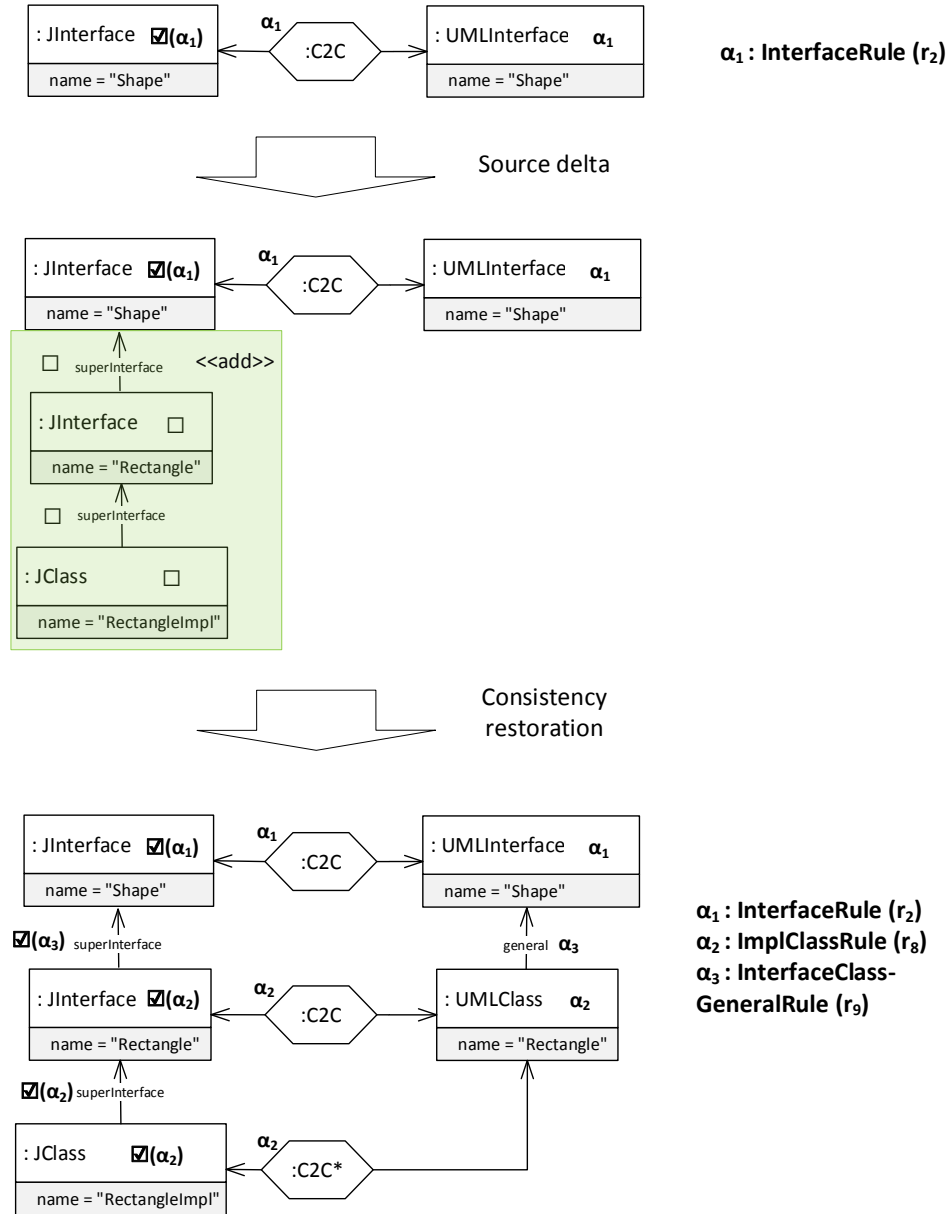 α₁
: JInterface ☑(α₁)
:C2C
: UMLInterface α₁
α₁ : InterfaceRule (r₂)
name = "Shape"
name = "Shape"
Source delta
α₁
: JInterface ☑(α₁)
:C2C
: UMLInterface α₁
name = "Shape"
name = "Shape"
☐ superInterface
<<add>>
: JInterface ☐
name = "Rectangle"
☐ superInterface
: JClass ☐
name = "RectangleImpl"
Consistency
restoration
α₁
: JInterface ☑(α₁)
:C2C
: UMLInterface α₁
name = "Shape"
name = "Shape"
☑(α₃) superInterface
general α₃
α₁ : InterfaceRule (r₂)
α₂ : ImplClassRule (r₈)
α₃ : InterfaceClass-
GeneralRule (r₉)
α₂
: JInterface ☑(α₂)
:C2C
:UMLClass α₂
name = "Rectangle"
name = "Rectangle"
☑(α₂) superInterface
α₂
: JClass ☑(α₂)
:C2C*
name = "RectangleImpl"